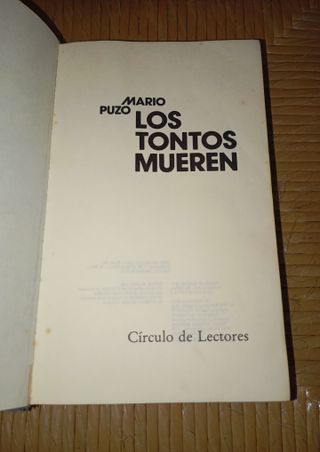 MARIO
PUZO
LOS
TONTOS
MUEREN
Círculo de Lectores